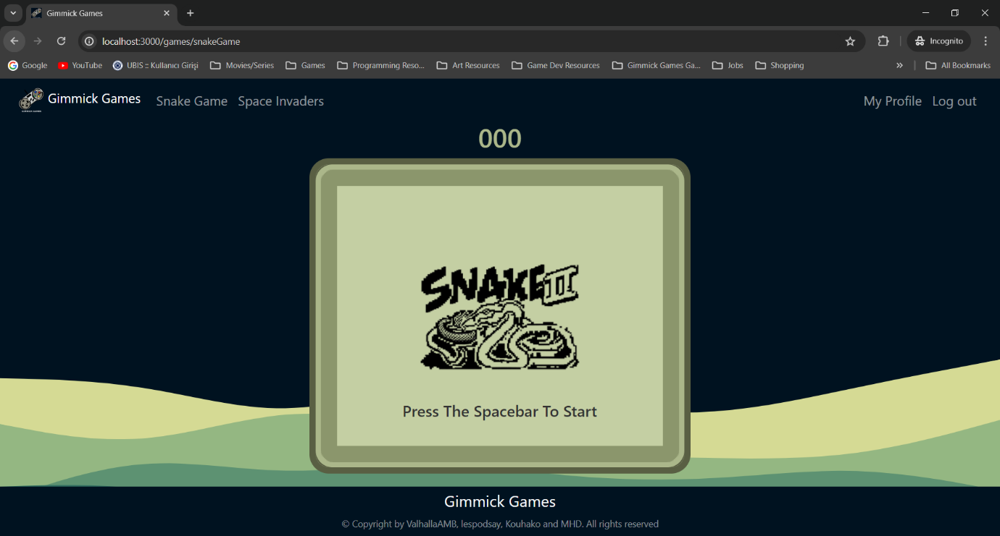 Gimmick Games
localhost:3000/games/snakeGame
Incognito
Google YouTube UBIS :: Kullanıcı Girişi Movies/Series Games Programming Reso... Art Resources Game Dev Resources Gimmick Games Ga... Jobs Shopping » All Bookmarks
Gimmick Games Snake Game Space Invaders My Profile Log out
000
SNAKE II
Press The Spacebar To Start
Gimmick Games
© Copyright by ValhallaAMB, lespodsay, Kouhako and MHD. All rights reserved